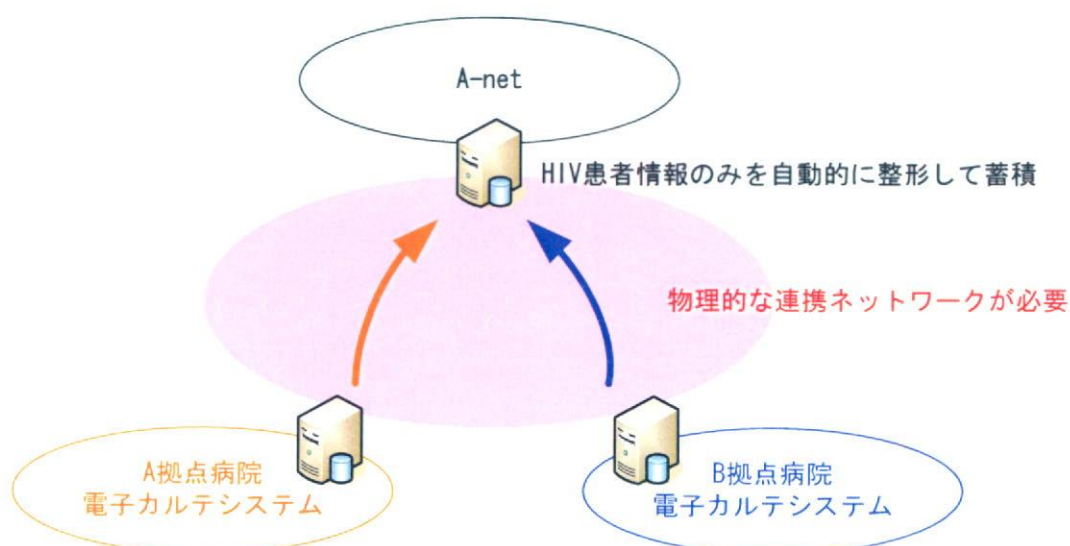 A-net
HIV患者情報のみを自動的に整形して蓄積
物理的な連携ネットワークが必要
A拠点病院
電子カルテシステム
B拠点病院
電子カルテシステム